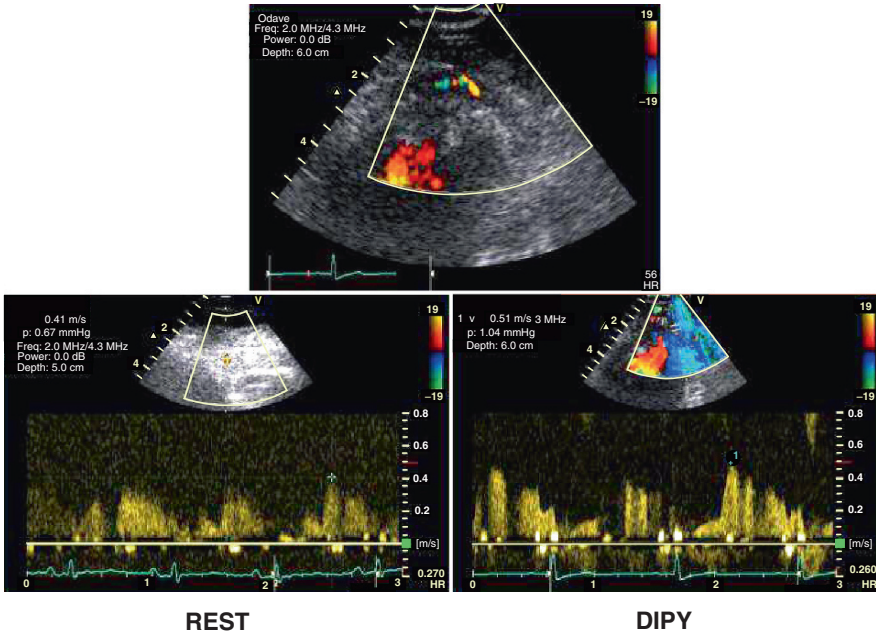 Odave
Freq: 2.0 MHz/4.3 MHz
Power: 0.0 dB
Depth: 6.0 cm
V
19
-19
2
4
56
HR
0.41 m/s
p: 0.67 mmHg
Freq: 2.0 MHz/4.3 MHz
Power: 0.0 dB
Depth: 5.0 cm
V
2
4
19
-19
0.8
0.6
0.4
0.2
[m/s]
0.270
0 1 2 3 HR
1 v 0.51 m/s 3 MHz
p: 1.04 mmHg
Depth: 6.0 cm
V
2
4
19
-19
1
0.8
0.6
0.4
0.2
[m/s]
0.260
HR
0 1 2 3
REST DIPY